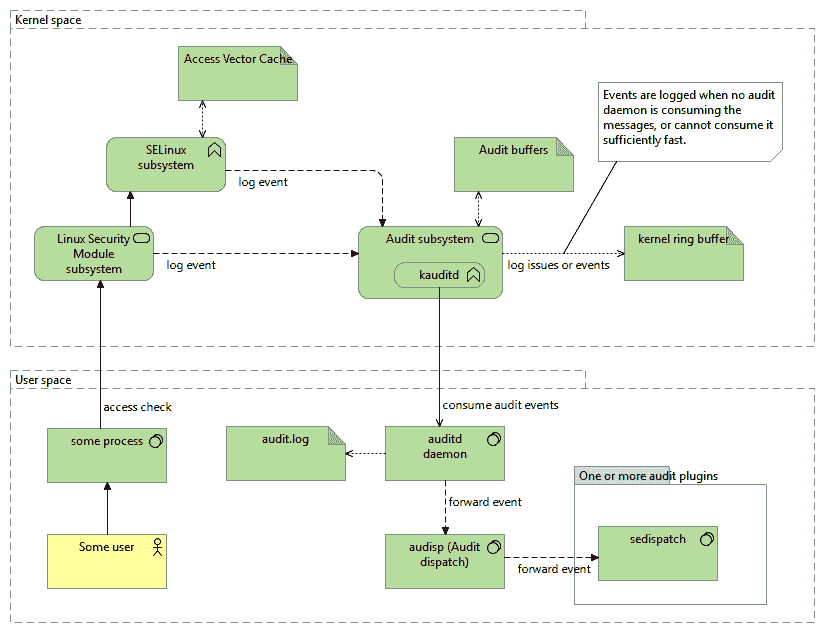 Kernel space
Access Vector Cache
Events are logged when no audit
daemon is consuming the
messages, or cannot consume it
sufficiently fast.
SELinux
subsystem
log event
Audit buffers
Linux Security
Module
subsystem
log event
Audit subsystem
kauditd
log issues or events
kernel ring buffer
User space
access check
consume audit events
some process
audit.log
auditd
daemon
forward event
One or more audit plugins
Some user
audisp (Audit
dispatch)
forward event
sedispatch